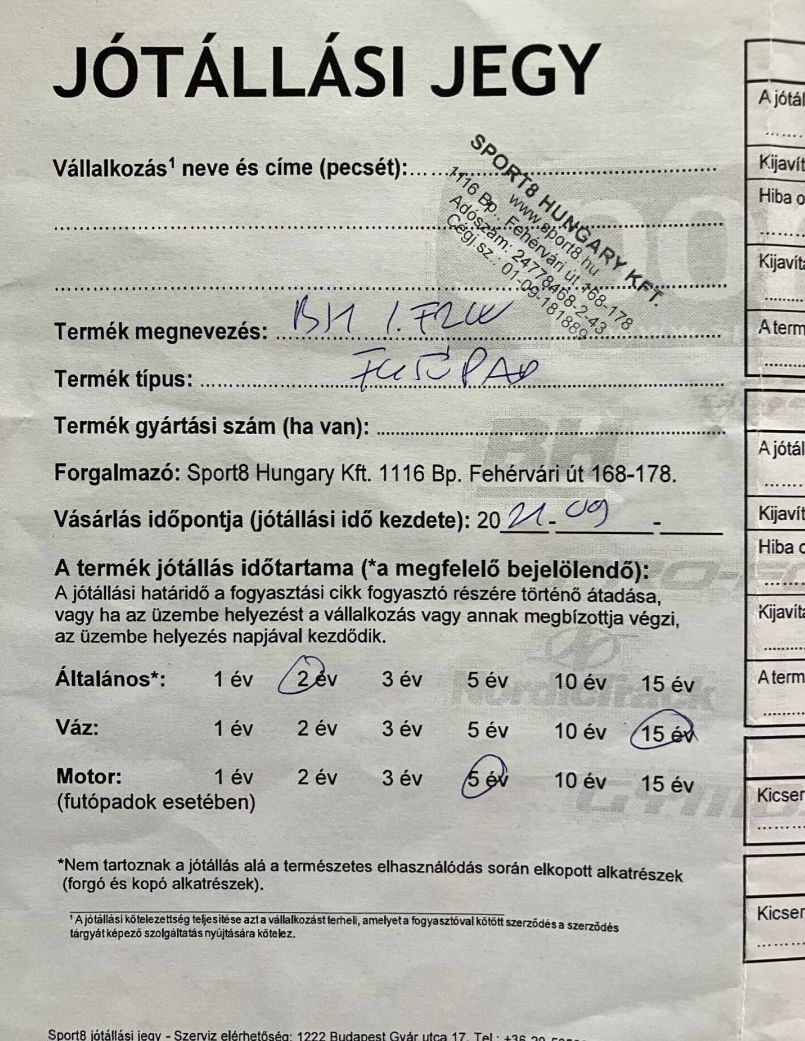 JÓTÁLLÁSI JEGY
Vállalkozás¹ neve és címe (pecsét):
SPORT8 HUNGARY KFT.
www.sport8.hu
1116 Bp., Fehérvári út 168-178
Adószám: 24778468-2-43
Cégj.sz.: 01-09-181889
Termék megnevezés: BH
Termék típus: FUTÓPAD
Termék gyártási szám (ha van):
BH
Forgalmazó: Sport8 Hungary Kft. 1116 Bp. Fehérvári út 168-178.
Vásárlás időpontja (jótállási idő kezdete): 2021-09 -
A termék jótállás időtartama (*a megfelelő bejelölendő):
A jótállási határidő a fogyasztási cikk fogyasztó részére történő átadása,
vagy ha az üzembe helyezést a vállalkozás vagy annak megbízottja végzi,
az üzembe helyezés napjával kezdődik.
Általános*: 1 év 2 év 3 év 5 év 10 év 15 év
NordicTrack
Váz: 1 év 2 év 3 év 5 év 10 év 15 év
Motor: 1 év 2 év 3 év 5 év 10 év 15 év
(futópadok esetében)
*Nem tartoznak a jótállás alá a természetes elhasználódás során elkopott alkatrészek
(forgó és kopó alkatrészek).
¹ A jótállási kötelezettség teljesítése azt a vállalkozást terheli, amelyet a fogyasztóval kötött szerződés a szerződés
tárgyát képező szolgáltatás nyújtására kötelez.
Sport8 jótállási jegy - Szerviz elérhetőség: 1222 Budapest Gyár utca 17. Tel.: +36 20
A jótál
Kijavít
Hiba o
Kijavíta
A term
A jótál
Kijavít
Hiba o
Kijavíta
A term
Kicser
Kicser